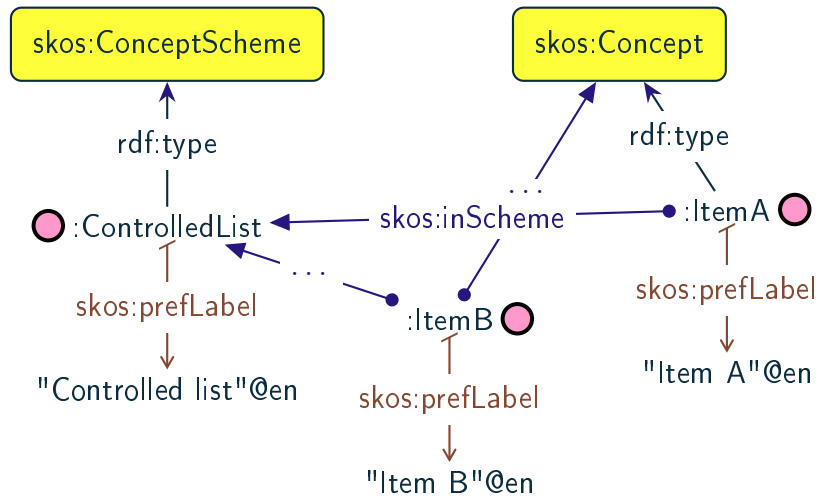 skos:ConceptScheme
skos:Concept
rdf:type
rdf:type
. . .
:ControlledList
skos:inScheme
:ItemA
. . .
skos:prefLabel
:ItemB
skos:prefLabel
"Controlled list"@en
skos:prefLabel
"Item A"@en
"Item B"@en